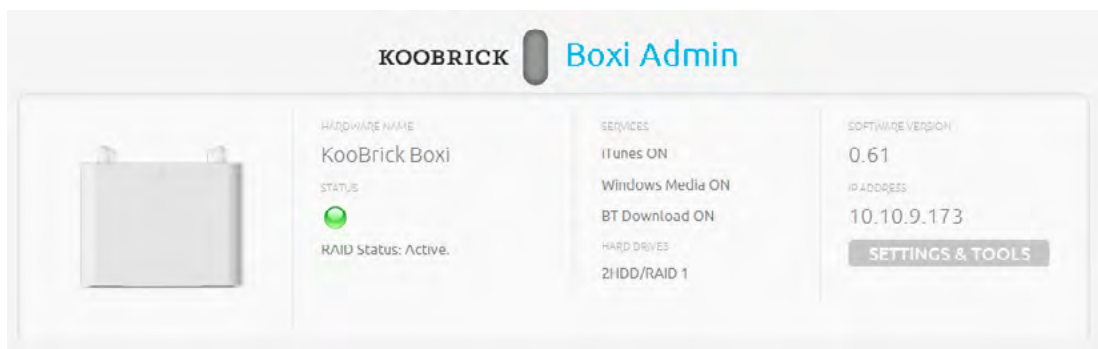 KOOBRICK Boxi Admin
HARDWARE NAME
KooBrick Boxi
STATUS
RAID Status: Active.
SERVICES
iTunes ON
Windows Media ON
BT Download ON
HARD DRIVES
2HDD/RAID 1
SOFTWARE VERSION
0.61
IP ADDRESS
10.10.9.173
SETTINGS & TOOLS